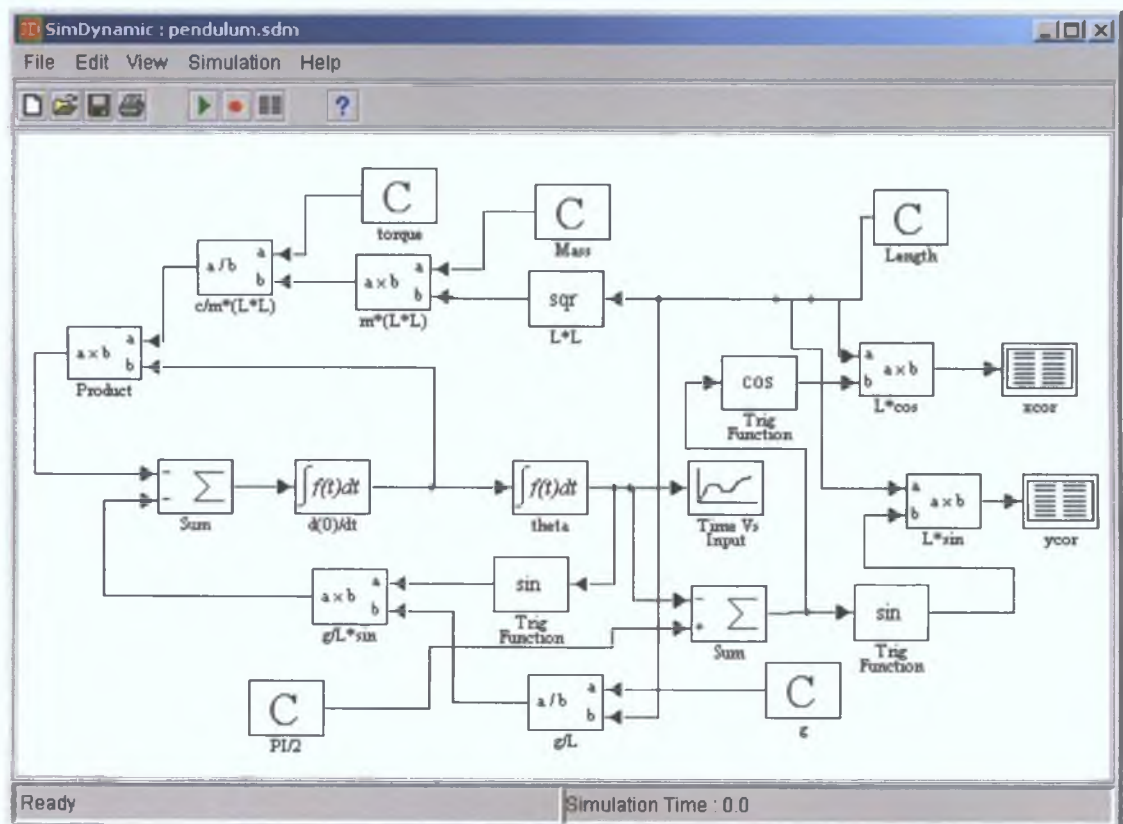 SimDynamic : pendulum.sdm
File Edit View Simulation Help
?
C
torque
C
Mass
C
Length
a/b
a
b
c/m*(L*L)
a×b
a
b
m*(L*L)
sqr
L*L
a×b
a
b
Product
cos
Trig
Function
a
b
a×b
L*cos
xcor
-
-
Σ
Sum
∫f(t)dt
d(0)/dt
∫f(t)dt
theta
Time Vs
Input
a
b
a×b
L*sin
ycor
a×b
a
b
g/L*sin
sin
Trig
Function
-
+
Σ
Sum
sin
Trig
Function
C
PI/2
a/b
a
b
g/L
C
g
Ready
Simulation Time : 0.0